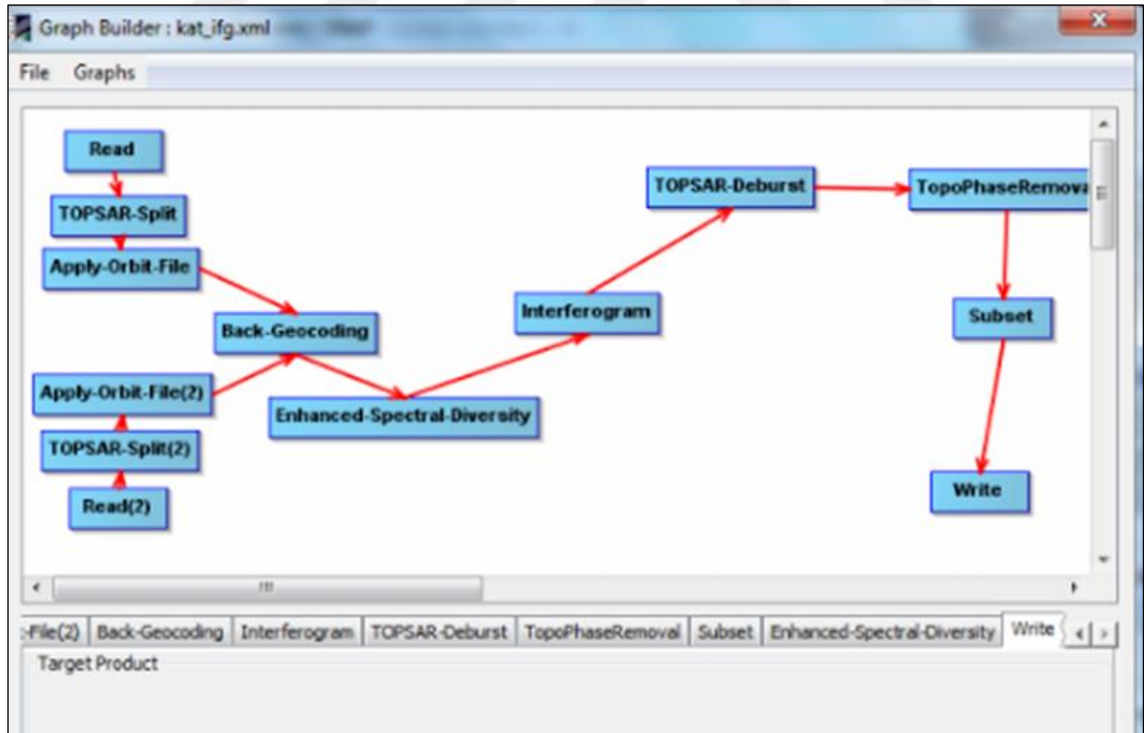 Graph Builder : kat_ifg.xml
File Graphs
Read
TOPSAR-Split
Apply-Orbit-File
Back-Geocoding
Apply-Orbit-File(2)
TOPSAR-Split(2)
Read(2)
Enhanced-Spectral-Diversity
Interferogram
TOPSAR-Deburst
TopoPhaseRemova
Subset
Write
-File(2) Back-Geocoding Interferogram TOPSAR-Deburst TopoPhaseRemoval Subset Enhanced-Spectral-Diversity Write
Target Product